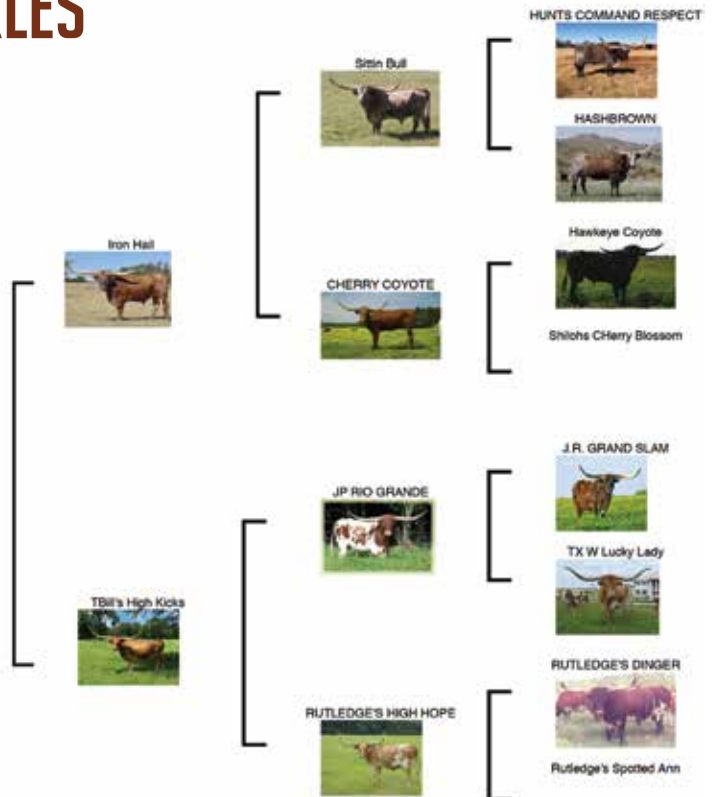 ALES
HUNTS COMMAND RESPECT
Sittin Bull
HASHBROWN
Iron Hail
Hawkeye Coyote
CHERRY COYOTE
Shilohs CHerry Blossom
J.R. GRAND SLAM
JP RIO GRANDE
TX W Lucky Lady
TBill's High Kicks
RUTLEDGE'S DINGER
RUTLEDGE'S HIGH HOPE
Rutledge's Spotted Ann